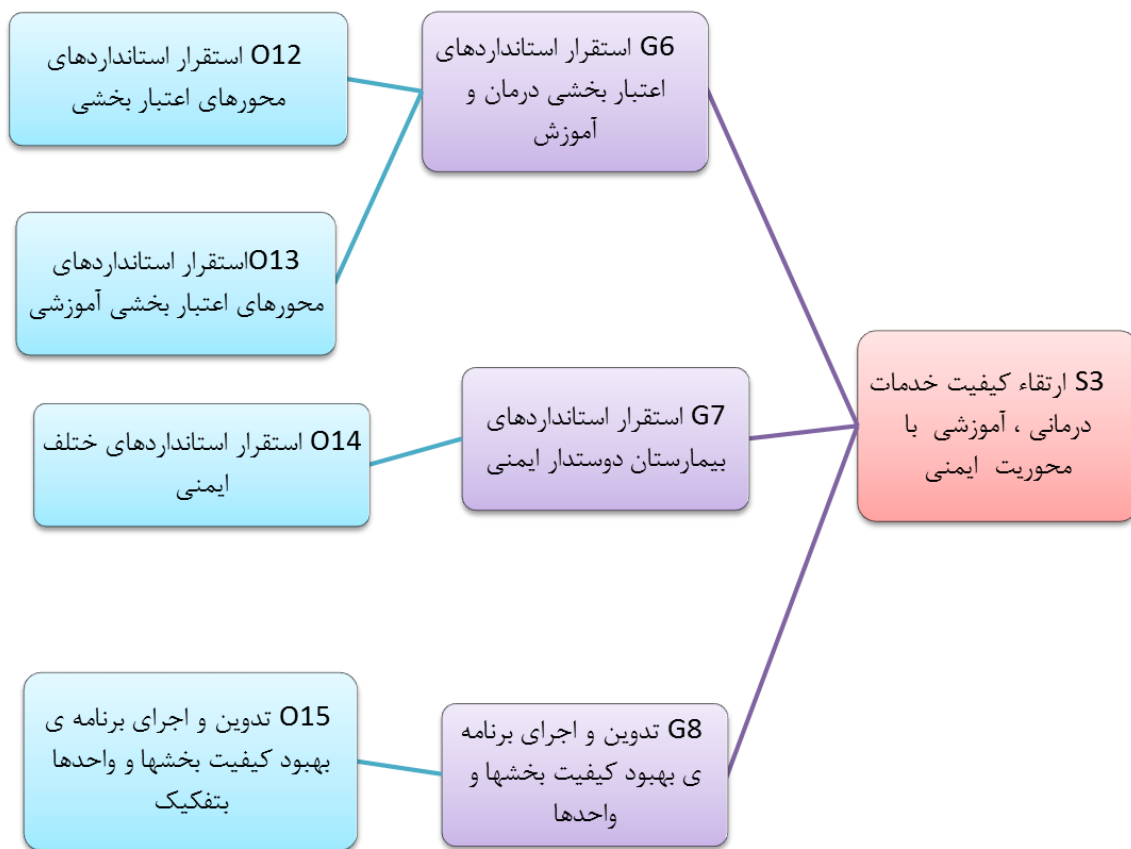 S3 ارتقاء کیفیت خدمات
درمانی ، آموزشی با
محوریت ایمنی
G6 استقرار استانداردهای
اعتبار بخشی درمان و
آموزش
O12 استقرار استانداردهای
محورهای اعتبار بخشی
O13استقرار استانداردهای
محورهای اعتبار بخشی آموزشی
G7 استقرار استانداردهای
بیمارستان دوستدار ایمنی
O14 استقرار استانداردهای ختلف
ایمنی
G8 تدوین و اجرای برنامه
ی بهبود کیفیت بخشها و
واحدها
O15 تدوین و اجرای برنامه ی
بهبود کیفیت بخشها و واحدها
بتفکیک